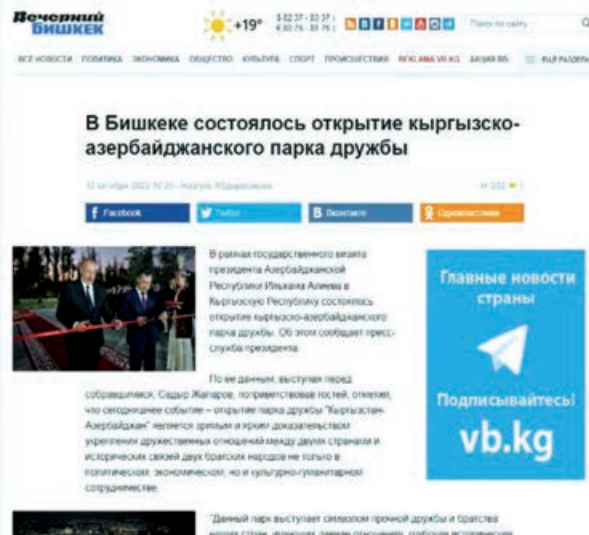 Вечерний
БИШКЕК
+19°
ВСЕ НОВОСТИ ПОЛИТИКА ЭКОНОМИКА ОБЩЕСТВО КУЛЬТУРА СПОРТ ПРОИСШЕСТВИЯ
В Бишкеке состоялось открытие кыргызско-
азербайджанского парка дружбы
Facebook
Twitter
Вконтакте
Одноклассники
В рамках государственного визита
президента Азербайджанской
Республики Ильхама Алиева в
Кыргызскую Республику состоялось
открытие кыргызско-азербайджанского
парка дружбы. Об этом сообщает пресс-
служба президента.
По ее данным, выступая перед
собравшимися, Садыр Жапаров, поприветствовав гостей, отметил,
что сегодняшнее событие – открытие парка дружбы "Кыргызстан-
Азербайджан" является зримым и ярким доказательством
укрепления дружественных отношений между двумя странами и
исторических связей двух братских народов не только в
политическом, экономическом, но и культурно-гуманитарном
сотрудничестве.
Главные новости
страны
Подписывайтесь!
vb.kg
"Данный парк выступает символом прочной дружбы и братства